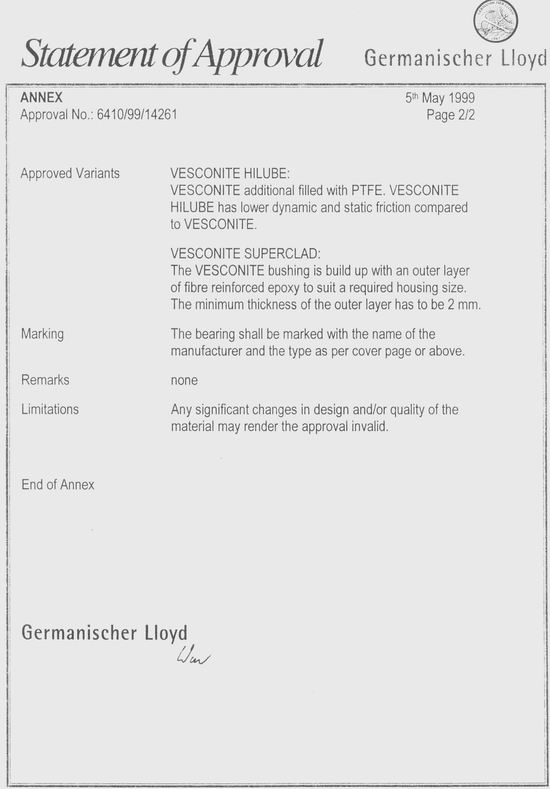 Statement of Approval
Germanischer Lloyd
ANNEX
5th May 1999
Approval No.: 6410/99/14261
Page 2/2
Approved Variants
VESCONITE HILUBE:
VESCONITE additional filled with PTFE. VESCONITE
HILUBE has lower dynamic and static friction compared
to VESCONITE.
VESCONITE SUPERCLAD:
The VESCONITE bushing is build up with an outer layer
of fibre reinforced epoxy to suit a required housing size.
The minimum thickness of the outer layer has to be 2 mm.
Marking
The bearing shall be marked with the name of the
manufacturer and the type as per cover page or above.
Remarks
none
Limitations
Any significant changes in design and/or quality of the
material may render the approval invalid.
End of Annex
Germanischer Lloyd